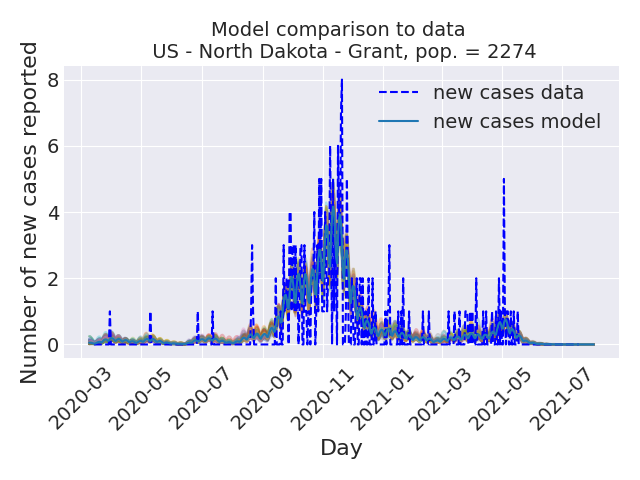 Model comparison to data
US - North Dakota - Grant, pop. = 2274
Number of new cases reported
8
6
4
2
0
new cases data
new cases model
2020-03
2020-05
2020-07
2020-09
2020-11
2021-01
2021-03
2021-05
2021-07
Day